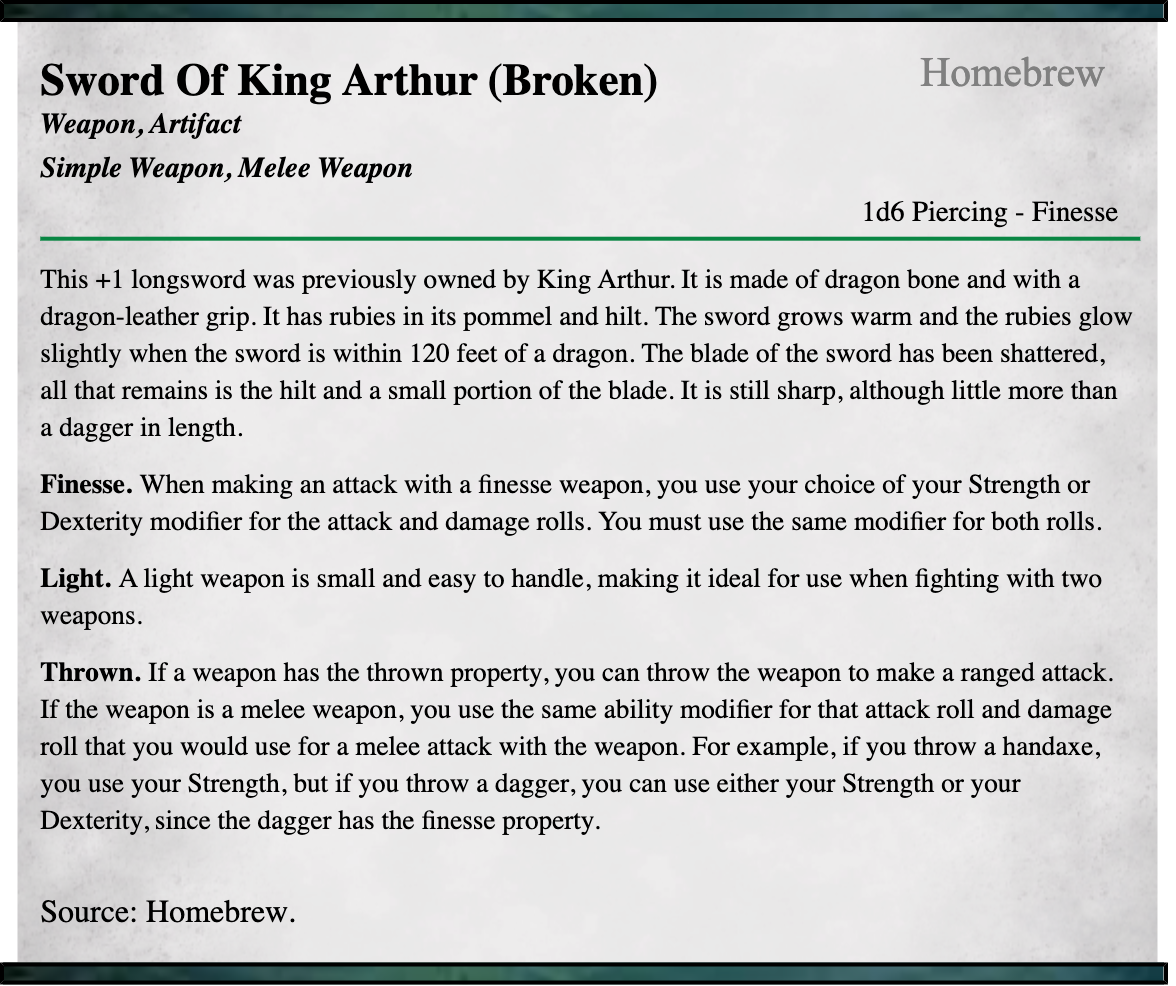 Sword Of King Arthur (Broken)
Homebrew
Weapon, Artifact
Simple Weapon, Melee Weapon
1d6 Piercing - Finesse
This +1 longsword was previously owned by King Arthur. It is made of dragon bone and with a
dragon-leather grip. It has rubies in its pommel and hilt. The sword grows warm and the rubies glow
slightly when the sword is within 120 feet of a dragon. The blade of the sword has been shattered,
all that remains is the hilt and a small portion of the blade. It is still sharp, although little more than
a dagger in length.
Finesse. When making an attack with a finesse weapon, you use your choice of your Strength or
Dexterity modifier for the attack and damage rolls. You must use the same modifier for both rolls.
Light. A light weapon is small and easy to handle, making it ideal for use when fighting with two
weapons.
Thrown. If a weapon has the thrown property, you can throw the weapon to make a ranged attack.
If the weapon is a melee weapon, you use the same ability modifier for that attack roll and damage
roll that you would use for a melee attack with the weapon. For example, if you throw a handaxe,
you use your Strength, but if you throw a dagger, you can use either your Strength or your
Dexterity, since the dagger has the finesse property.
Source: Homebrew.